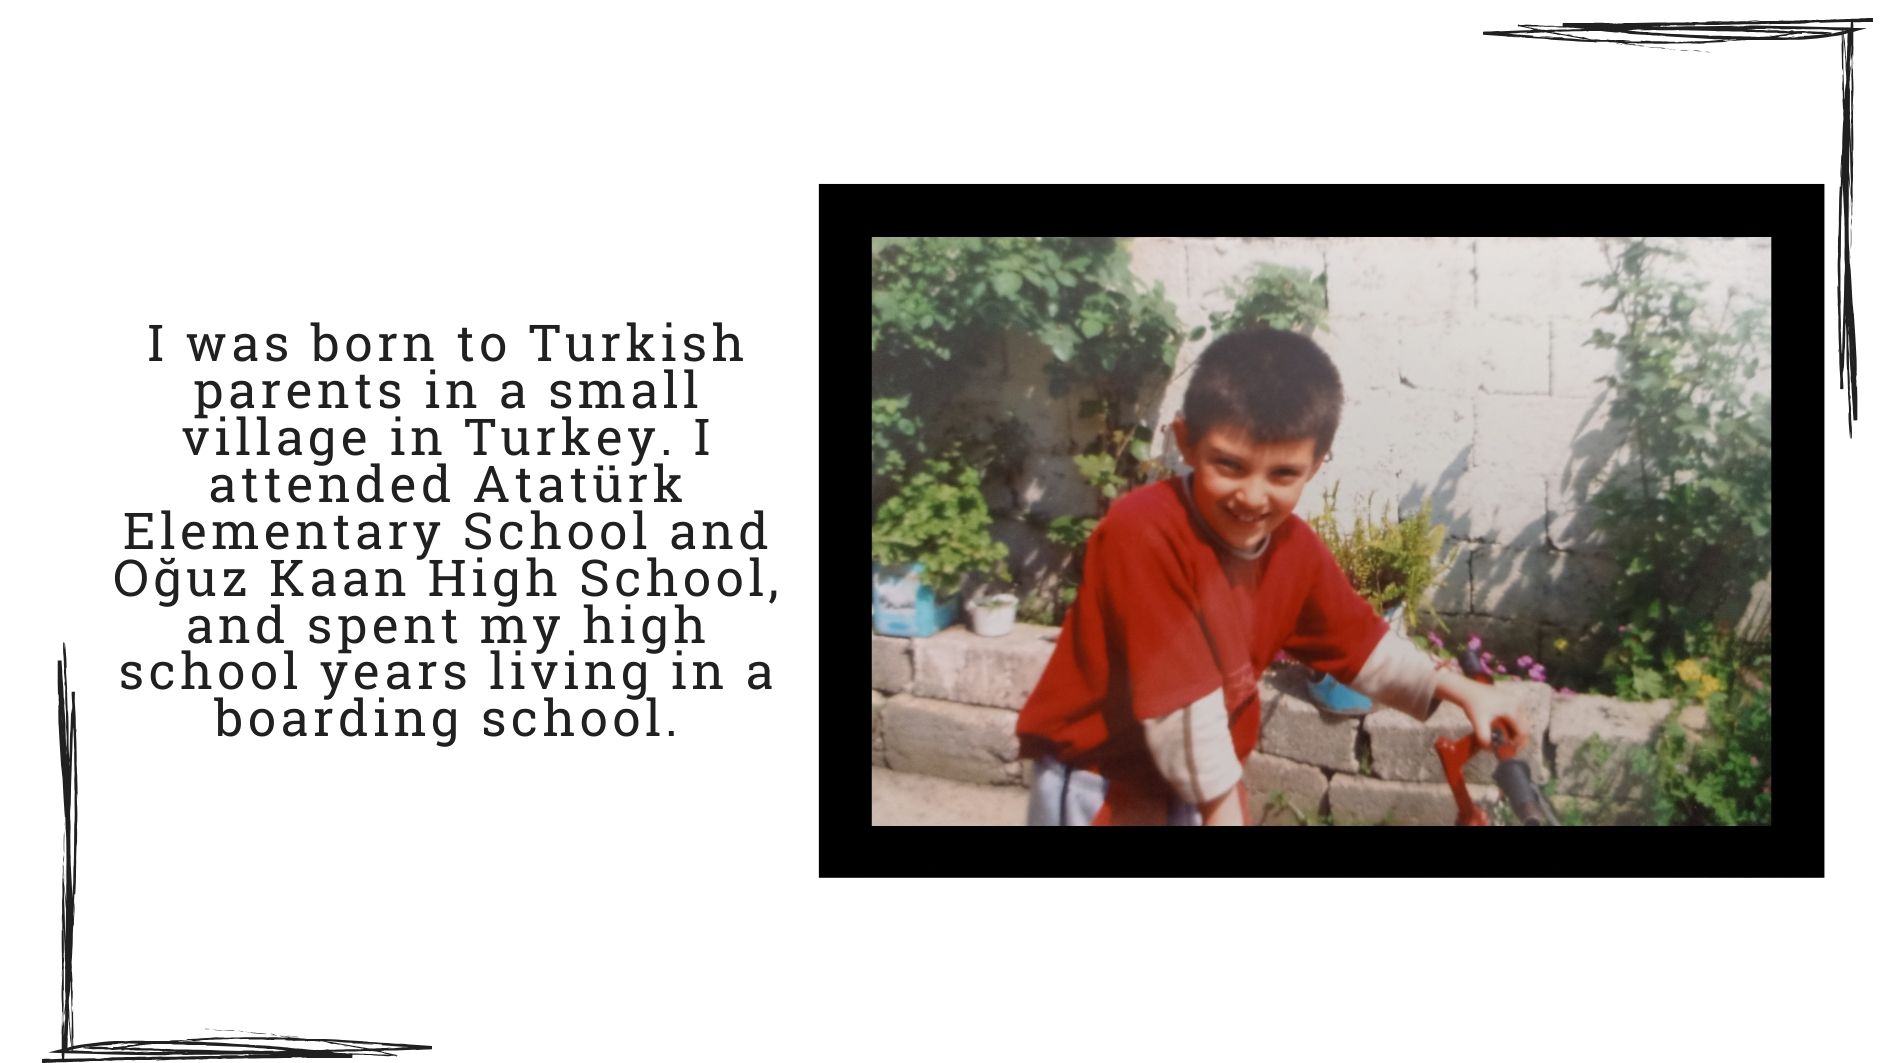 I was born to Turkish
parents in a small
village in Turkey. I
attended Atatürk
Elementary School and
Oğuz Kaan High School,
and spent my high
school years living in a
boarding school.